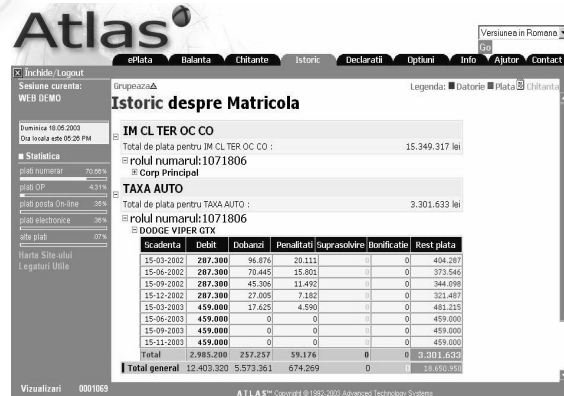 Atlas
Versiunea in Romana
Go
ePlata Balanta Chitante Istoric Declaratii Optiuni Info Ajutor Contact
Închide/Logout
Sesiune curenta:
WEB DEMO
Duminica 18.05.2003
Ora locala este 05:26 PM
Statistica
plati numerar 70.66%
plati OP 4.31%
plati posta On-line .35%
plati electronice .36%
alte plati .07%
Harta Site-ului
Legaturi Utile
Vizualizari 0001069
Grupeaza
Legenda: Datorie Plata Chitanta
Istoric despre Matricola
IM CL TER OC CO
Total de plata pentru IM CL TER OC CO : 15.349.317 lei
rolul numarul:1071806
Corp Principal
TAXA AUTO
Total de plata pentru TAXA AUTO : 3.301.633 lei
rolul numarul:1071806
DODGE VIPER GTX
Scadenta Debit Dobanzi Penalitati Suprasolvire Bonificatie Rest plata
15-03-2002 287.300 96.876 20.111 0 0 404.287
15-06-2002 287.300 70.445 15.801 0 0 373.546
15-09-2002 287.300 45.306 11.492 0 0 344.098
15-12-2002 287.300 27.005 7.182 0 0 321.487
15-03-2003 459.000 17.625 4.590 0 0 481.215
15-06-2003 459.000 0 0 0 0 459.000
15-09-2003 459.000 0 0 0 0 459.000
15-11-2003 459.000 0 0 0 0 459.000
Total 2.985.200 257.257 59.176 0 0 3.301.633
Total general 12.403.320 5.573.361 674.269 0 0 18.650.950
ATLAS™ Copyright © 1992-2003 Advanced Technology Systems